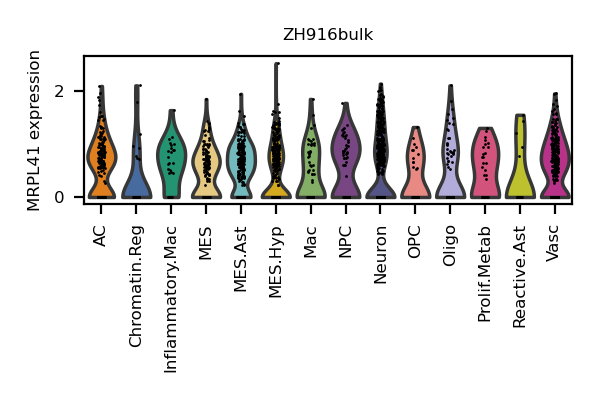 ZH916bulk
MRPL41 expression
2
0
AC
Chromatin.Reg
Inflammatory.Mac
MES
MES.Ast
MES.Hyp
Mac
NPC
Neuron
OPC
Oligo
Prolif.Metab
Reactive.Ast
Vasc